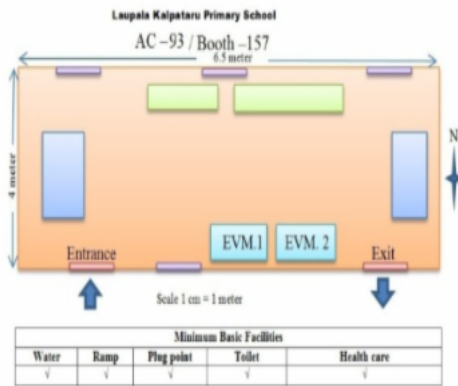 Laupala Kalpataru Primary School
AC –93 / Booth –157
6.5 meter
4 meter
N
EVM.1 EVM. 2
Entrance Exit
Scale 1 cm = 1 meter
Minimum Basic Facilities
Water Ramp Plug point Toilet Health care
√ √ √ √ √